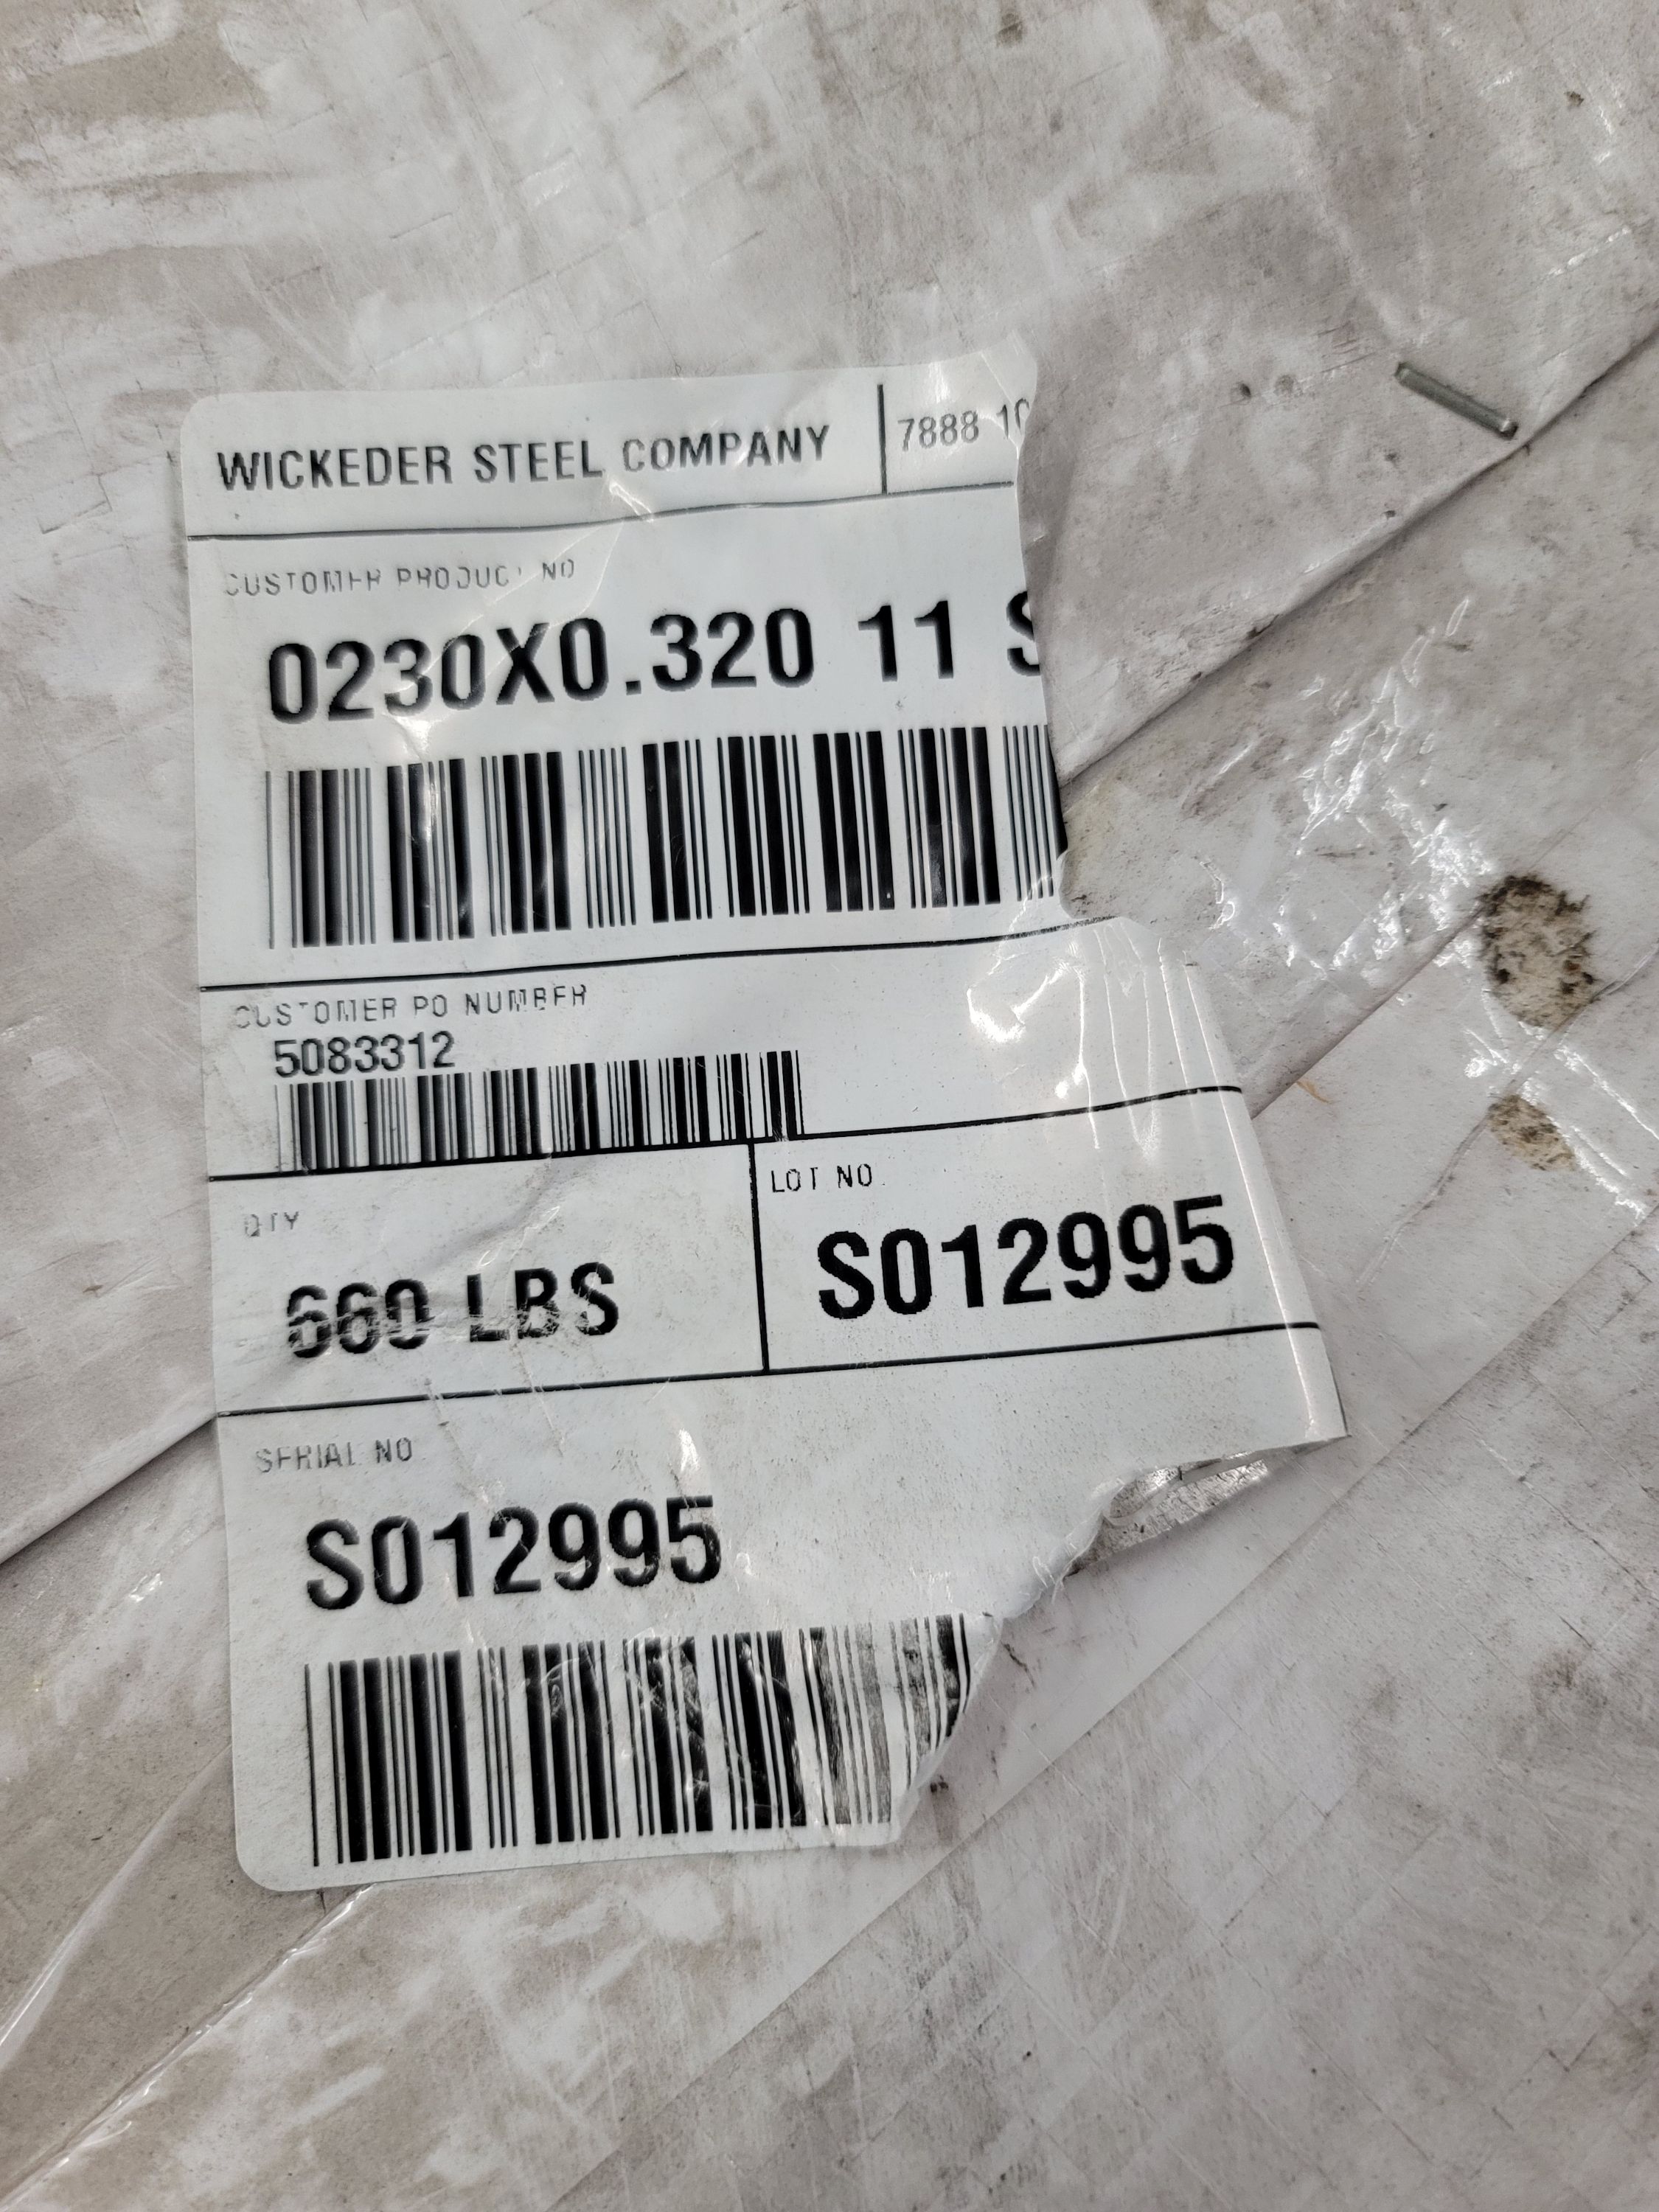 WICKEDER STEEL COMPANY
7888 10
CUSTOMER PRODUCT NO
0230X0.320 11 S
CUSTOMER PO NUMBER
5083312
QTY
660 LBS
LOT NO.
S012995
SERIAL NO
S012995